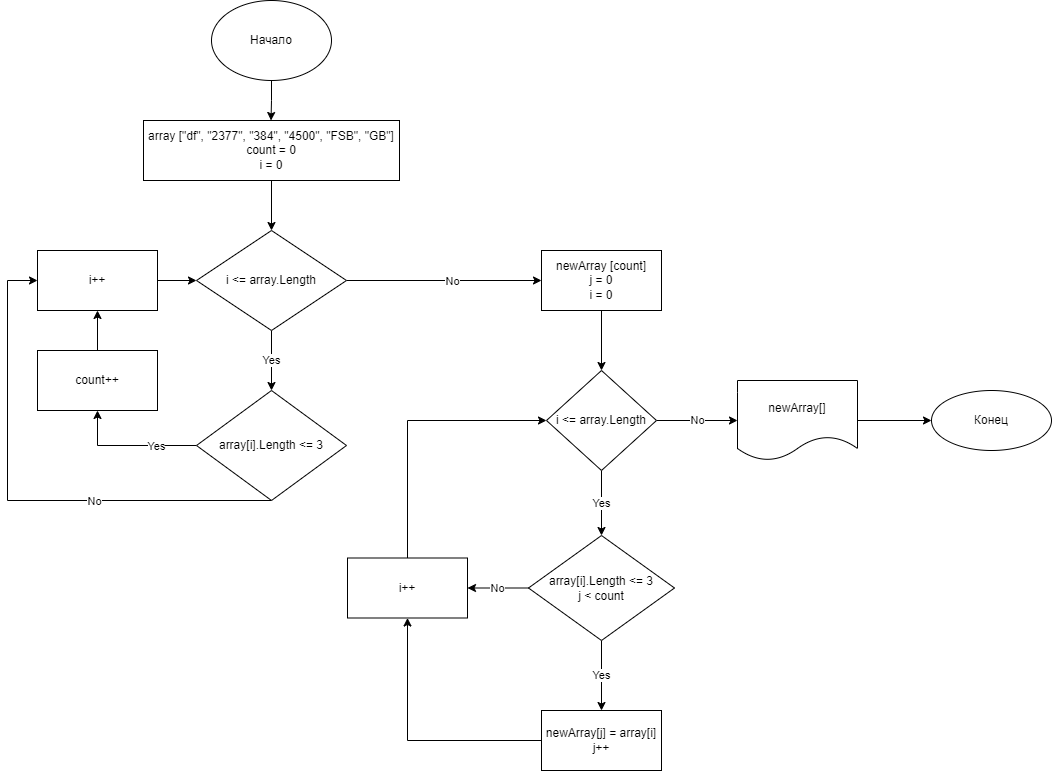 Начало
array ["df", "2377", "384", "4500", "FSB", "GB"]
count = 0
i = 0
i++
i <= array.Length
No
newArray [count]
j = 0
i = 0
Yes
count++
array[i].Length <= 3
Yes
No
i <= array.Length
No
newArray[]
Конец
Yes
array[i].Length <= 3
j < count
No
i++
Yes
newArray[j] = array[i]
j++